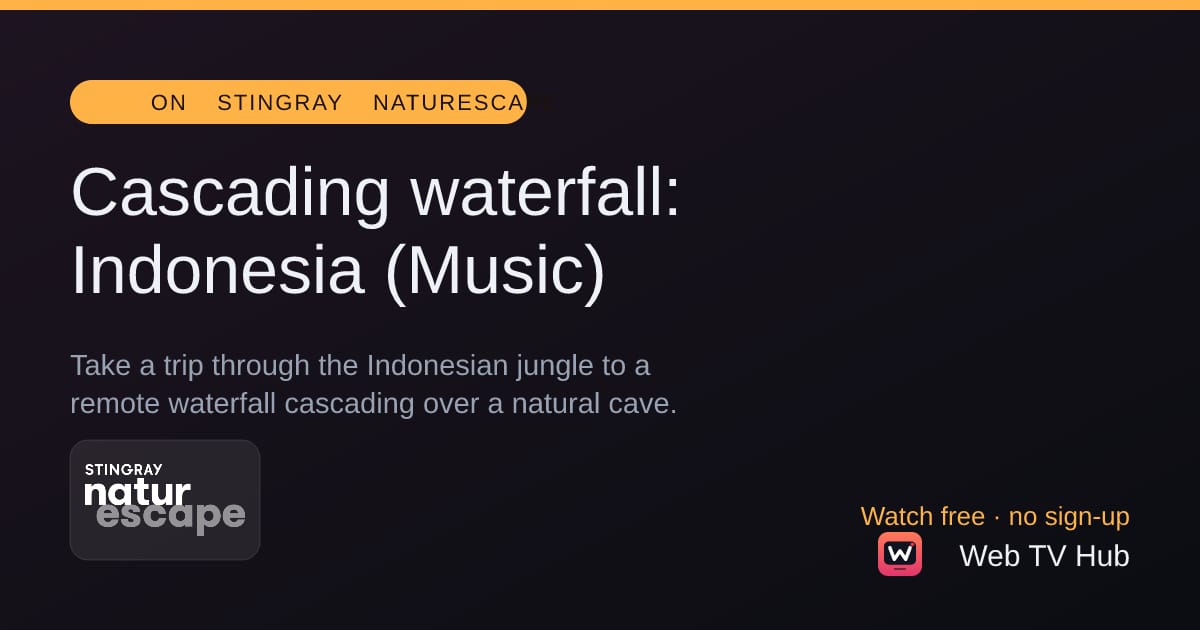 ON STINGRAY NATURESCA
Cascading waterfall:
Indonesia (Music)
Take a trip through the Indonesian jungle to a
remote waterfall cascading over a natural cave.
STINGRAY
natur
escape
Watch free · no sign-up
W
Web TV Hub